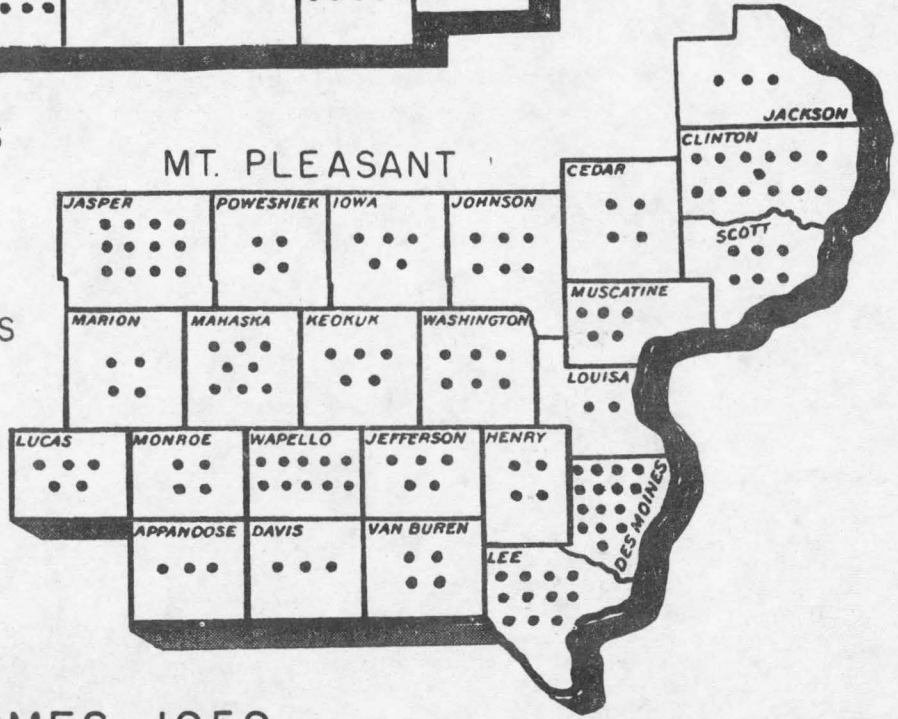 MT. PLEASANT
JACKSON
CLINTON
CEDAR
JASPER
POWESHIEK
IOWA
JOHNSON
SCOTT
MUSCATINE
S
MARION
MAHASKA
KEOKUK
WASHINGTON
LOUISA
LUCAS
MONROE
WAPELLO
JEFFERSON
HENRY
DES MOINES
APPANOOSE
DAVIS
VAN BUREN
LEE